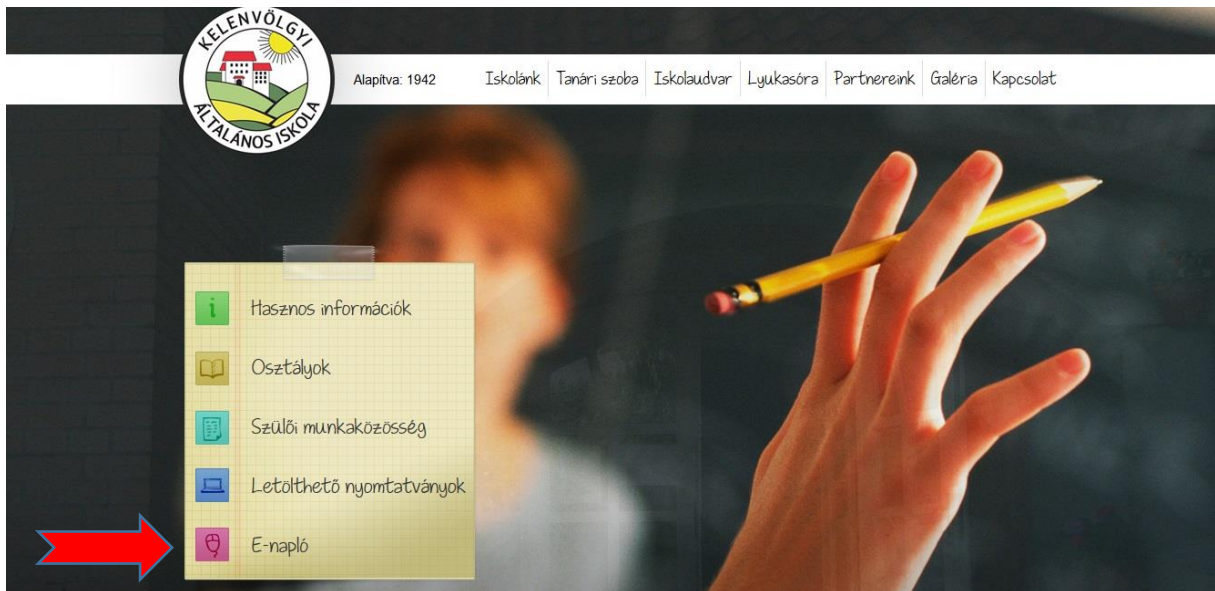 KELENVÖLGYI
ÁLTALÁNOS ISKOLA
Alapítva: 1942
Iskolánk Tanári szoba Iskolaudvar Lyukasóra Partnereink Galéria Kapcsolat
i Hasznos információk
Osztályok
Szülői munkaközösség
Letölthető nyomtatványok
E-napló